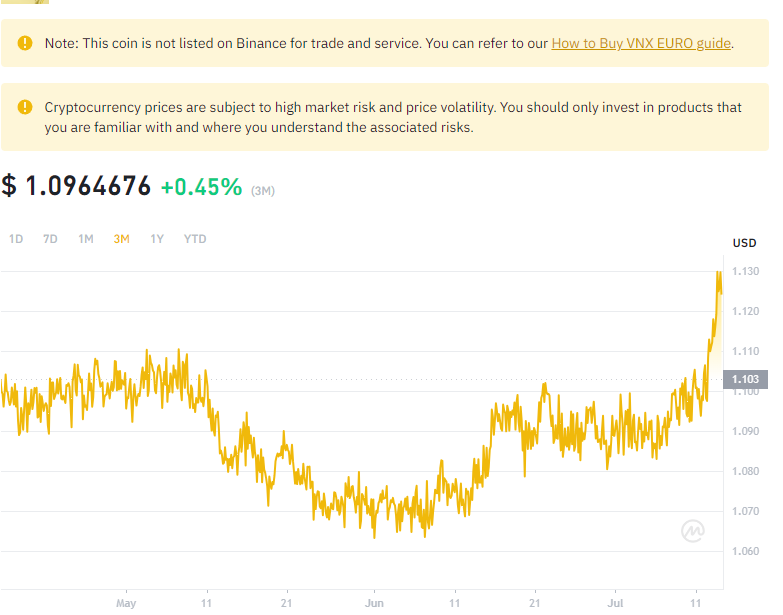 Note: This coin is not listed on Binance for trade and service. You can refer to our How to Buy VNX EURO guide.
Cryptocurrency prices are subject to high market risk and price volatility. You should only invest in products that
you are familiar with and where you understand the associated risks.
$ 1.0964676 +0.45% (3M)
1D 7D 1M 3M 1Y YTD
USD
1.130
1.120
1.110
1.103
1.100
1.090
1.080
1.070
1.060
May 11 21 Jun 11 21 Jul 11